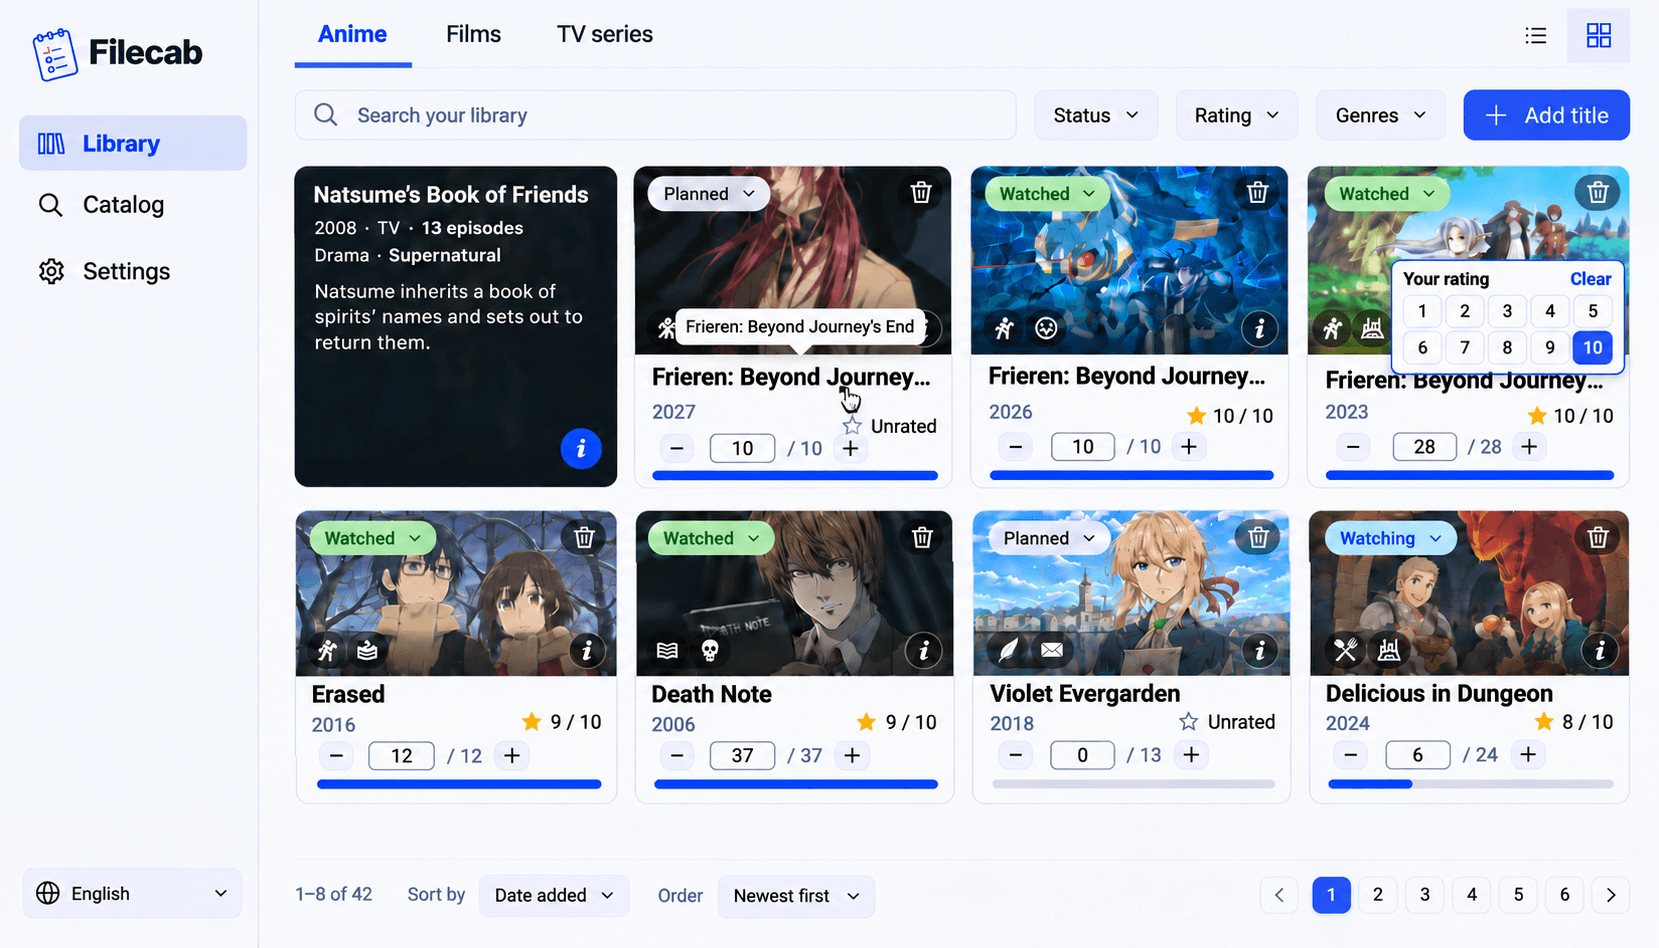 Filecab
Library
Catalog
Settings
English
Anime
Films
TV series
Search your library
Status
Rating
Genres
Add title
Natsume's Book of Friends
2008 · TV · 13 episodes
Drama · Supernatural
Natsume inherits a book of
spirits' names and sets out to
return them.
i
Planned
Frieren: Beyond Journey's End
Frieren: Beyond Journey...
2027
Unrated
10 / 10
Watched
i
Frieren: Beyond Journey...
2026
10 / 10
10 / 10
Watched
Your rating
Clear
1 2 3 4 5
6 7 8 9 10
Frieren: Beyond Journey...
2023
10 / 10
28 / 28
Watched
i
Erased
2016
9 / 10
12 / 12
Watched
DEATH NOTE
i
Death Note
2006
9 / 10
37 / 37
Planned
i
Violet Evergarden
2018
Unrated
0 / 13
Watching
i
Delicious in Dungeon
2024
8 / 10
6 / 24
1–8 of 42
Sort by
Date added
Order
Newest first
1 2 3 4 5 6